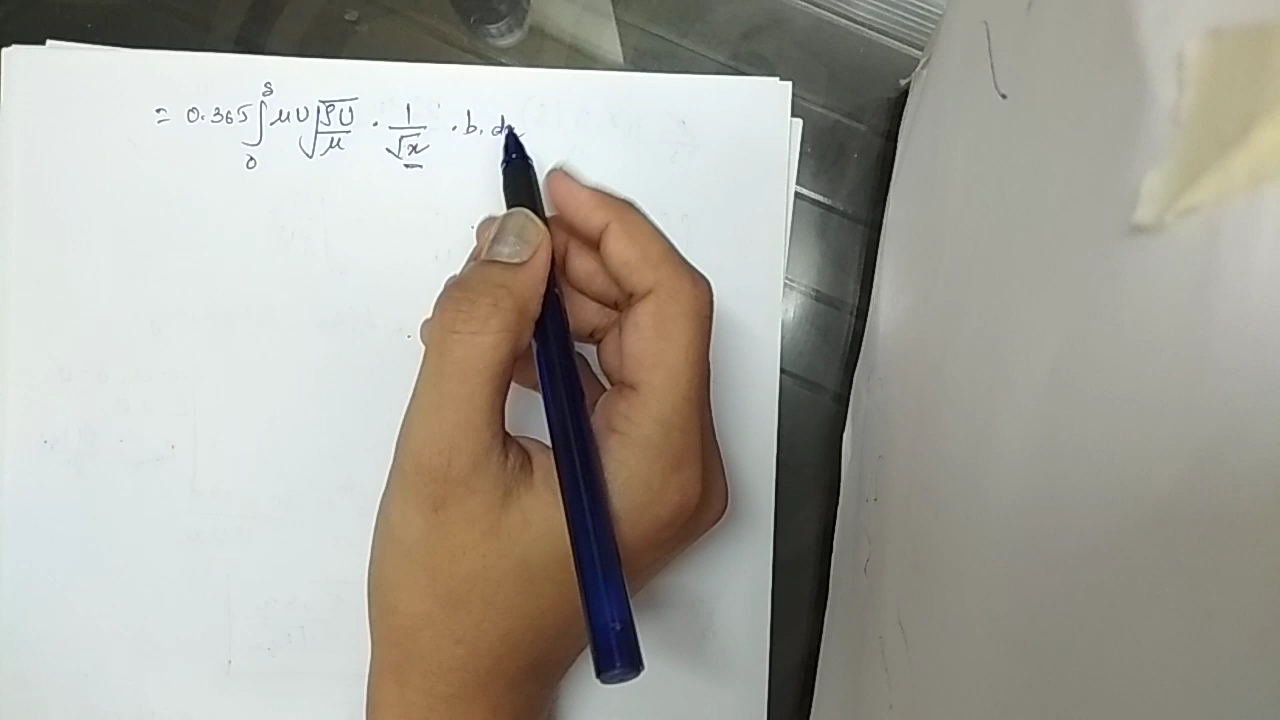 = 0.365 ∫₀^δ μU √(ρU/μ) · 1/√x · b. dx